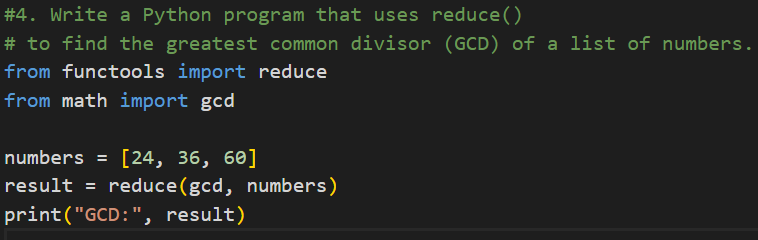 #4. Write a Python program that uses reduce()
# to find the greatest common divisor (GCD) of a list of numbers.
from functools import reduce
from math import gcd
numbers = [24, 36, 60]
result = reduce(gcd, numbers)
print("GCD:", result)